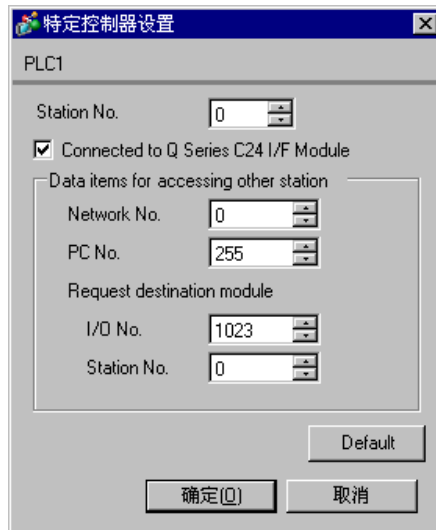 特定控制器设置
PLC1
Station No. 0
Connected to Q Series C24 I/F Module
Data items for accessing other station
Network No. 0
PC No. 255
Request destination module
I/O No. 1023
Station No. 0
Default
确定(O) 取消